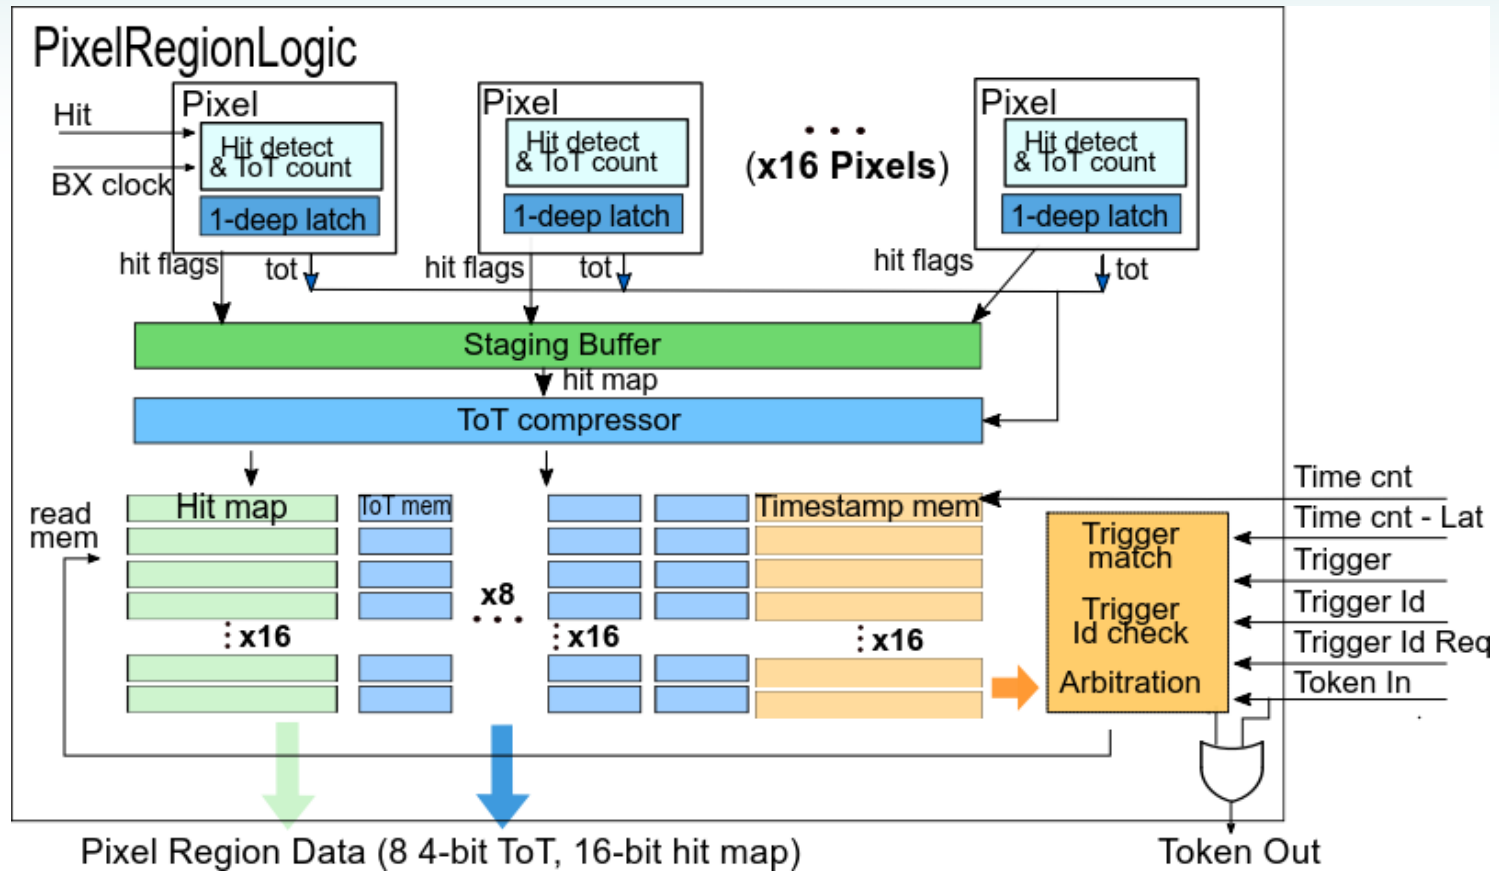 PixelRegionLogic
Hit
BX clock
Pixel
Hit detect
& ToT count
1-deep latch
Pixel
Hit detect
& ToT count
1-deep latch
• • •
(x16 Pixels)
Pixel
Hit detect
& ToT count
1-deep latch
hit flags
tot
hit flags
tot
hit flags
tot
Staging Buffer
hit map
ToT compressor
read
mem
Hit map
ToT mem
Timestamp mem
x8
x16
x16
x16
Trigger
match
Trigger
Id check
Arbitration
Time cnt
Time cnt - Lat
Trigger
Trigger Id
Trigger Id Req
Token In
Pixel Region Data (8 4-bit ToT, 16-bit hit map)
Token Out